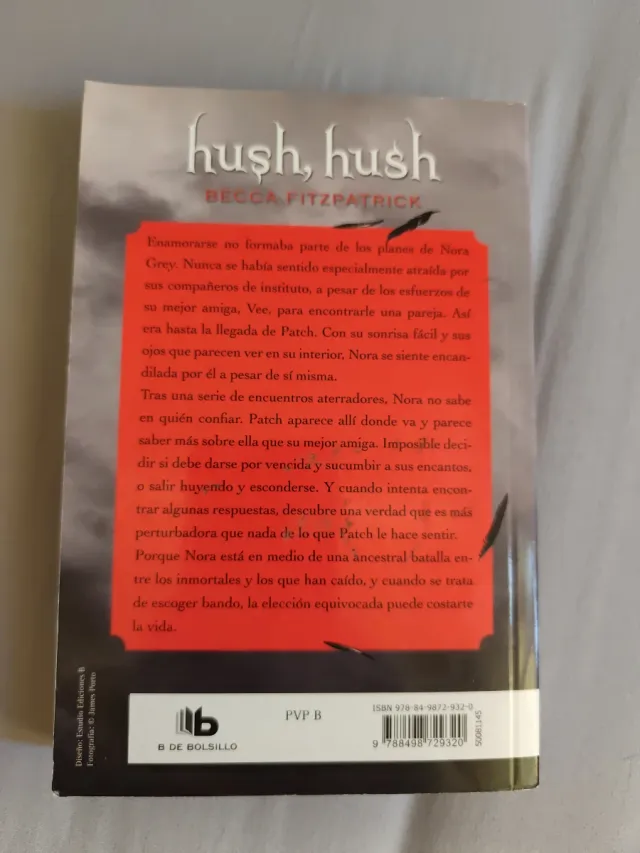 hush, hush
BECCA FITZPATRICK
Enamorarse no formaba parte de los planes de Nora
Grey. Nunca se había sentido especialmente atraída por
sus compañeros de instituto, a pesar de los esfuerzos de
su mejor amiga, Vee, para encontrarle una pareja. Así
era hasta la llegada de Patch. Con su sonrisa fácil y sus
ojos que parecen ver en su interior, Nora se siente encan-
dilada por él a pesar de sí misma.
Tras una serie de encuentros aterradores, Nora no sabe
en quién confiar. Patch aparece allí donde va y parece
saber más sobre ella que su mejor amiga. Imposible deci-
dir si debe darse por vencida y sucumbir a sus encantos,
o salir huyendo y esconderse. Y cuando intenta encon-
trar algunas respuestas, descubre una verdad que es más
perturbadora que nada de lo que Patch le hace sentir.
Porque Nora está en medio de una ancestral batalla en-
tre los inmortales y los que han caído, y cuando se trata
de escoger bando, la elección equivocada puede costarte
la vida.
Diseño: Estudio Ediciones B
Fotografía: © James Porto
b
B DE BOLSILLO
PVP B
ISBN 978-84-9872-932-0
9 788498 729320
50081145